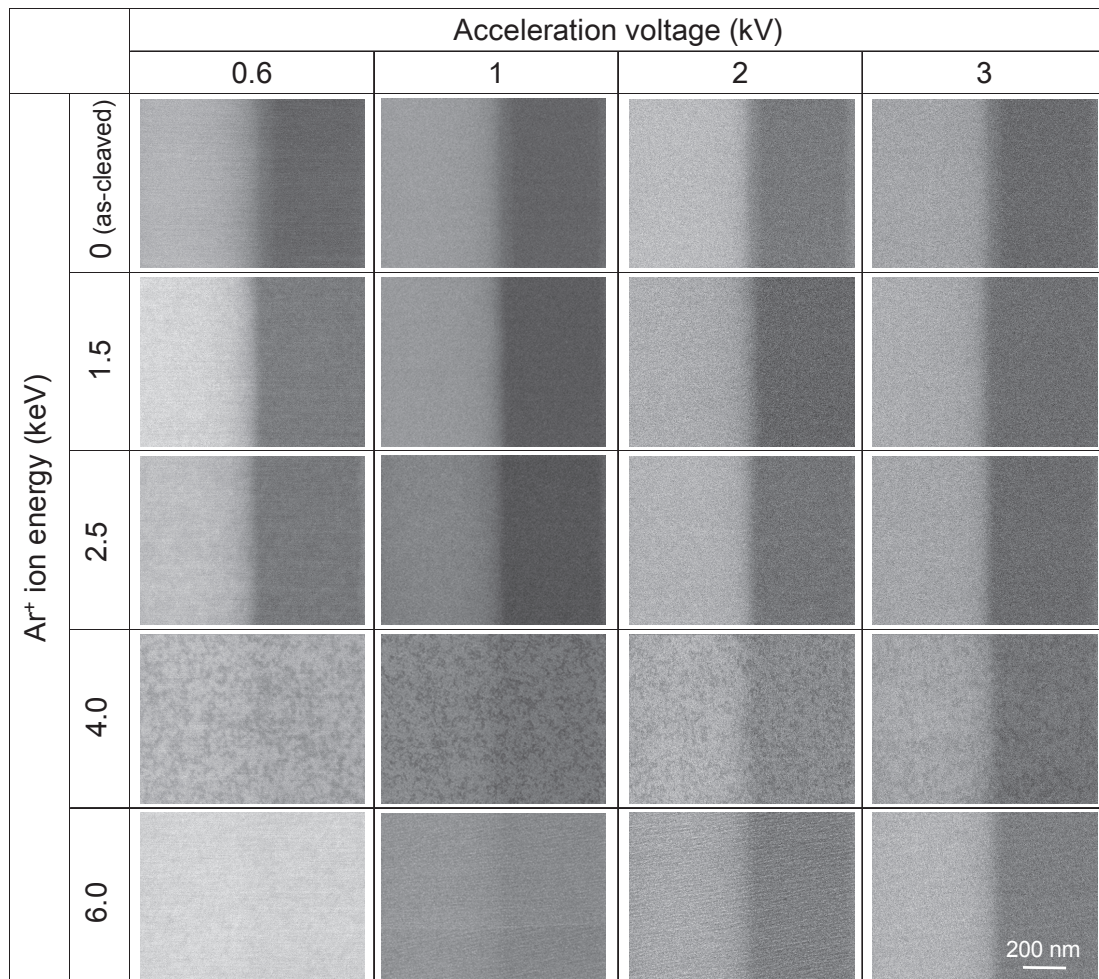 Acceleration voltage (kV)
0.6 1 2 3
Ar⁺ ion energy (keV)
0 (as-cleaved)
1.5
2.5
4.0
6.0
200 nm